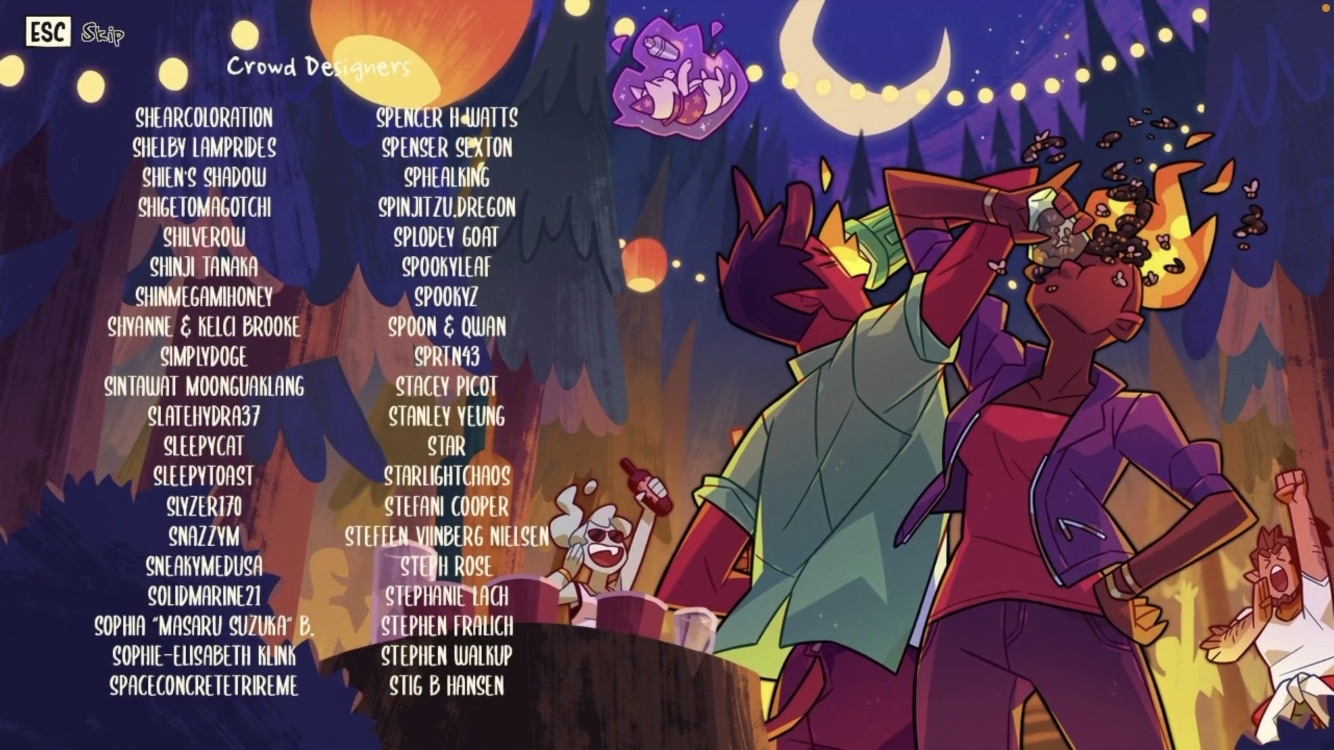 ESC Skip
Crowd Designers
SHEARCOLORATION
SHELBY LAMPRIDES
SHIEN'S SHADOW
SHIGETOMAGOTCHI
SHILVEROW
SHINJI TANAKA
SHINMEGAMIHONEY
SHYANNE & KELCI BROOKE
SIMPLYDOGE
SINTAWAT MOONGUAKLANG
SLATEHYDRA37
SLEEPYCAT
SLEEPYTOAST
SLYZER170
SNAZZYM
SNEAKYMEDUSA
SOLIDMARINE21
SOPHIA "MASARU SUZUKA" B.
SOPHIE-ELISABETH KLINK
SPACECONCRETETRIREME
SPENCER H WATTS
SPENSER SEXTON
SPHEALKING
SPINJITZU.DREGON
SPLODEY GOAT
SPOOKYLEAF
SPOOKYZ
SPOON & QWAN
SPRTN43
STACEY PICOT
STANLEY YEUNG
STAR
STARLIGHTCHAOS
STEFANI COOPER
STEFFEN VIINBERG NIELSEN
STEPH ROSE
STEPHANIE LACH
STEPHEN FRALICH
STEPHEN WALKUP
STIG B HANSEN